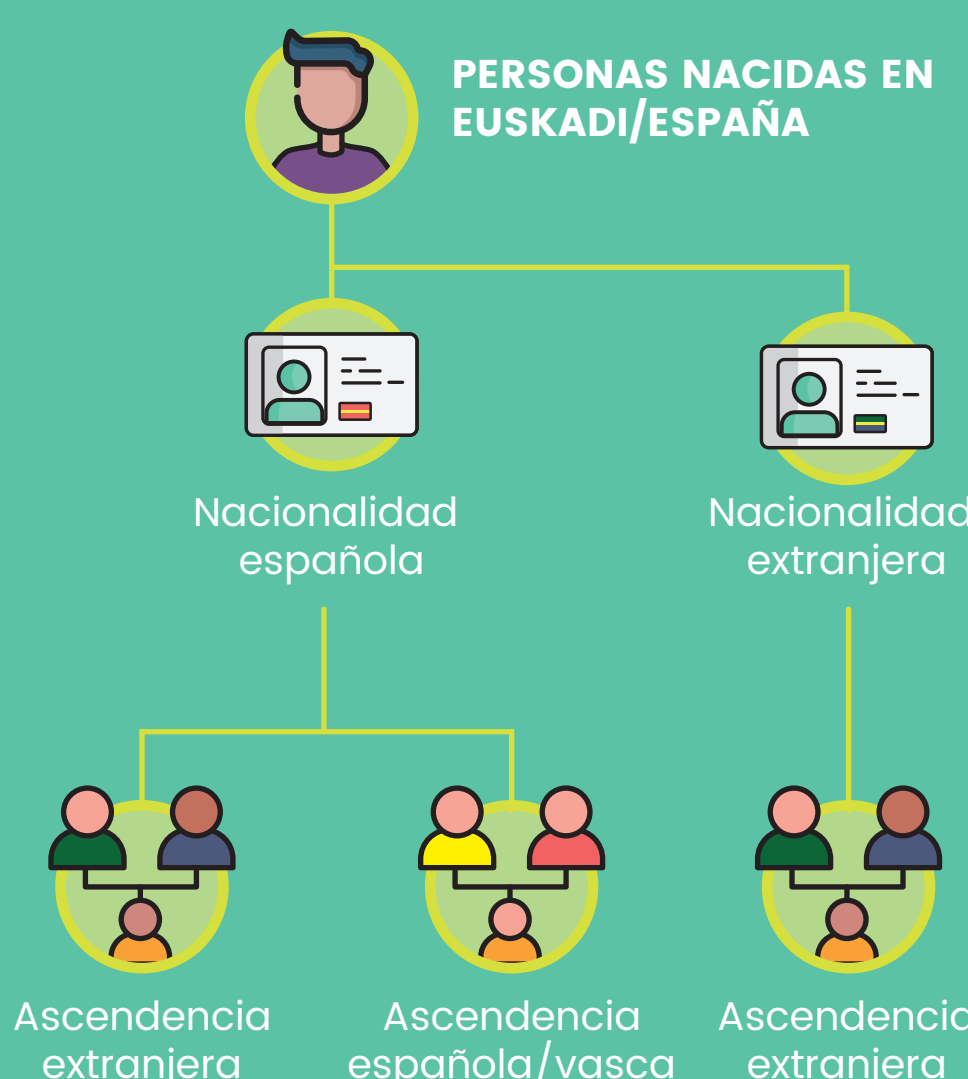 PERSONAS NACIDAS EN
EUSKADI/ESPAÑA
Nacionalidad
española
Nacionalidad
extranjera
Ascendencia
extranjera
Ascendencia
española/vasca
Ascendencia
extranjera